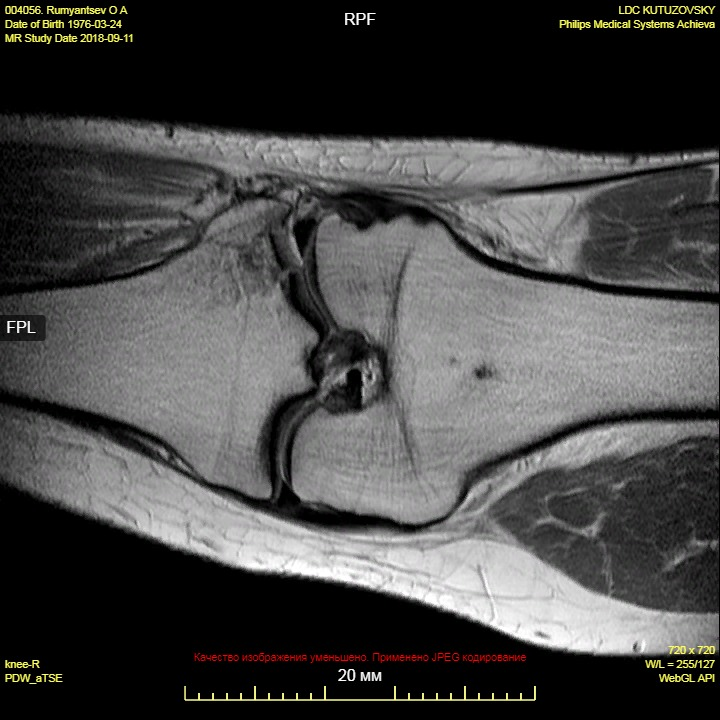 004056. Rumyantsev O A
Date of Birth 1976-03-24
MR Study Date 2018-09-11
RPF
LDC KUTUZOVSKY
Philips Medical Systems Achieva
FPL
Качество изображения уменьшено. Применено JPEG кодирование
20 мм
knee-R
PDW_aTSE
720 x 720
W/L = 255/127
WebGL API